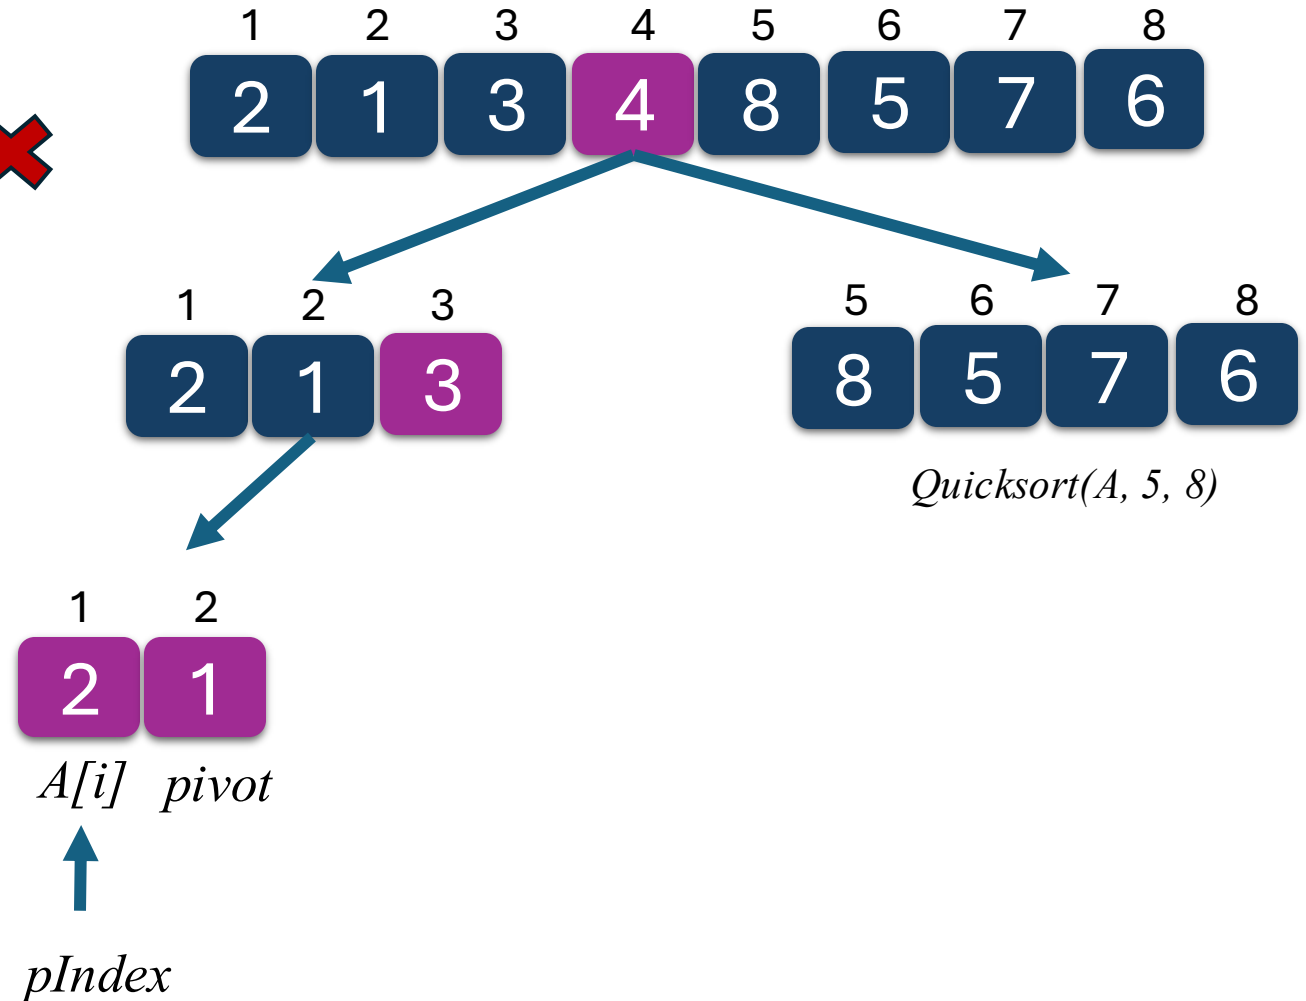 1 2 3 4 5 6 7 8
2 1 3 4 8 5 7 6
1 2 3
2 1 3
5 6 7 8
8 5 7 6
Quicksort(A, 5, 8)
1 2
2 1
A[i] pivot
pIndex